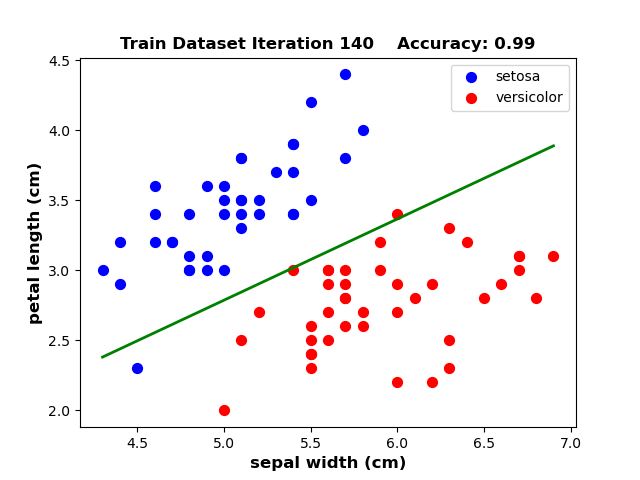 Train Dataset Iteration 140    Accuracy: 0.99
setosa
versicolor
4.5
4.0
3.5
3.0
2.5
2.0
petal length (cm)
4.5 5.0 5.5 6.0 6.5 7.0
sepal width (cm)